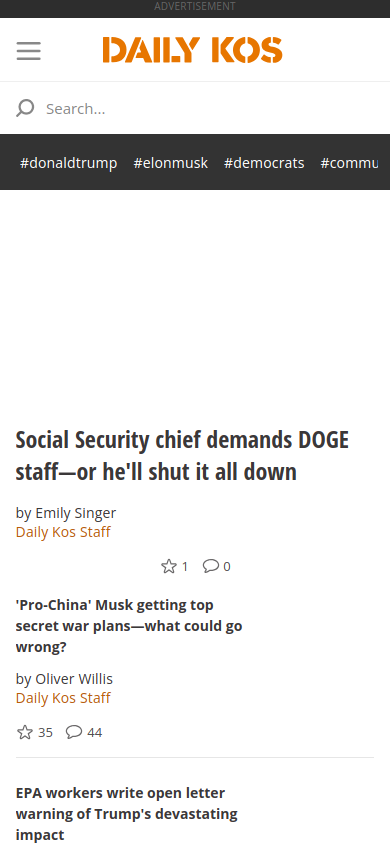 ADVERTISEMENT
DAILY KOS
Search...
#donaldtrump #elonmusk #democrats #commu
Social Security chief demands DOGE
staff—or he'll shut it all down
by Emily Singer
Daily Kos Staff
1 0
'Pro-China' Musk getting top
secret war plans—what could go
wrong?
by Oliver Willis
Daily Kos Staff
35 44
EPA workers write open letter
warning of Trump's devastating
impact